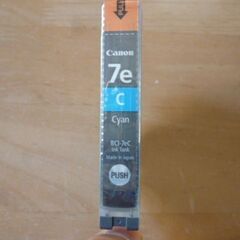 Canon
7e
C
Cyan
BCI-7eC
Ink Tank
Made in Japan
PUSH